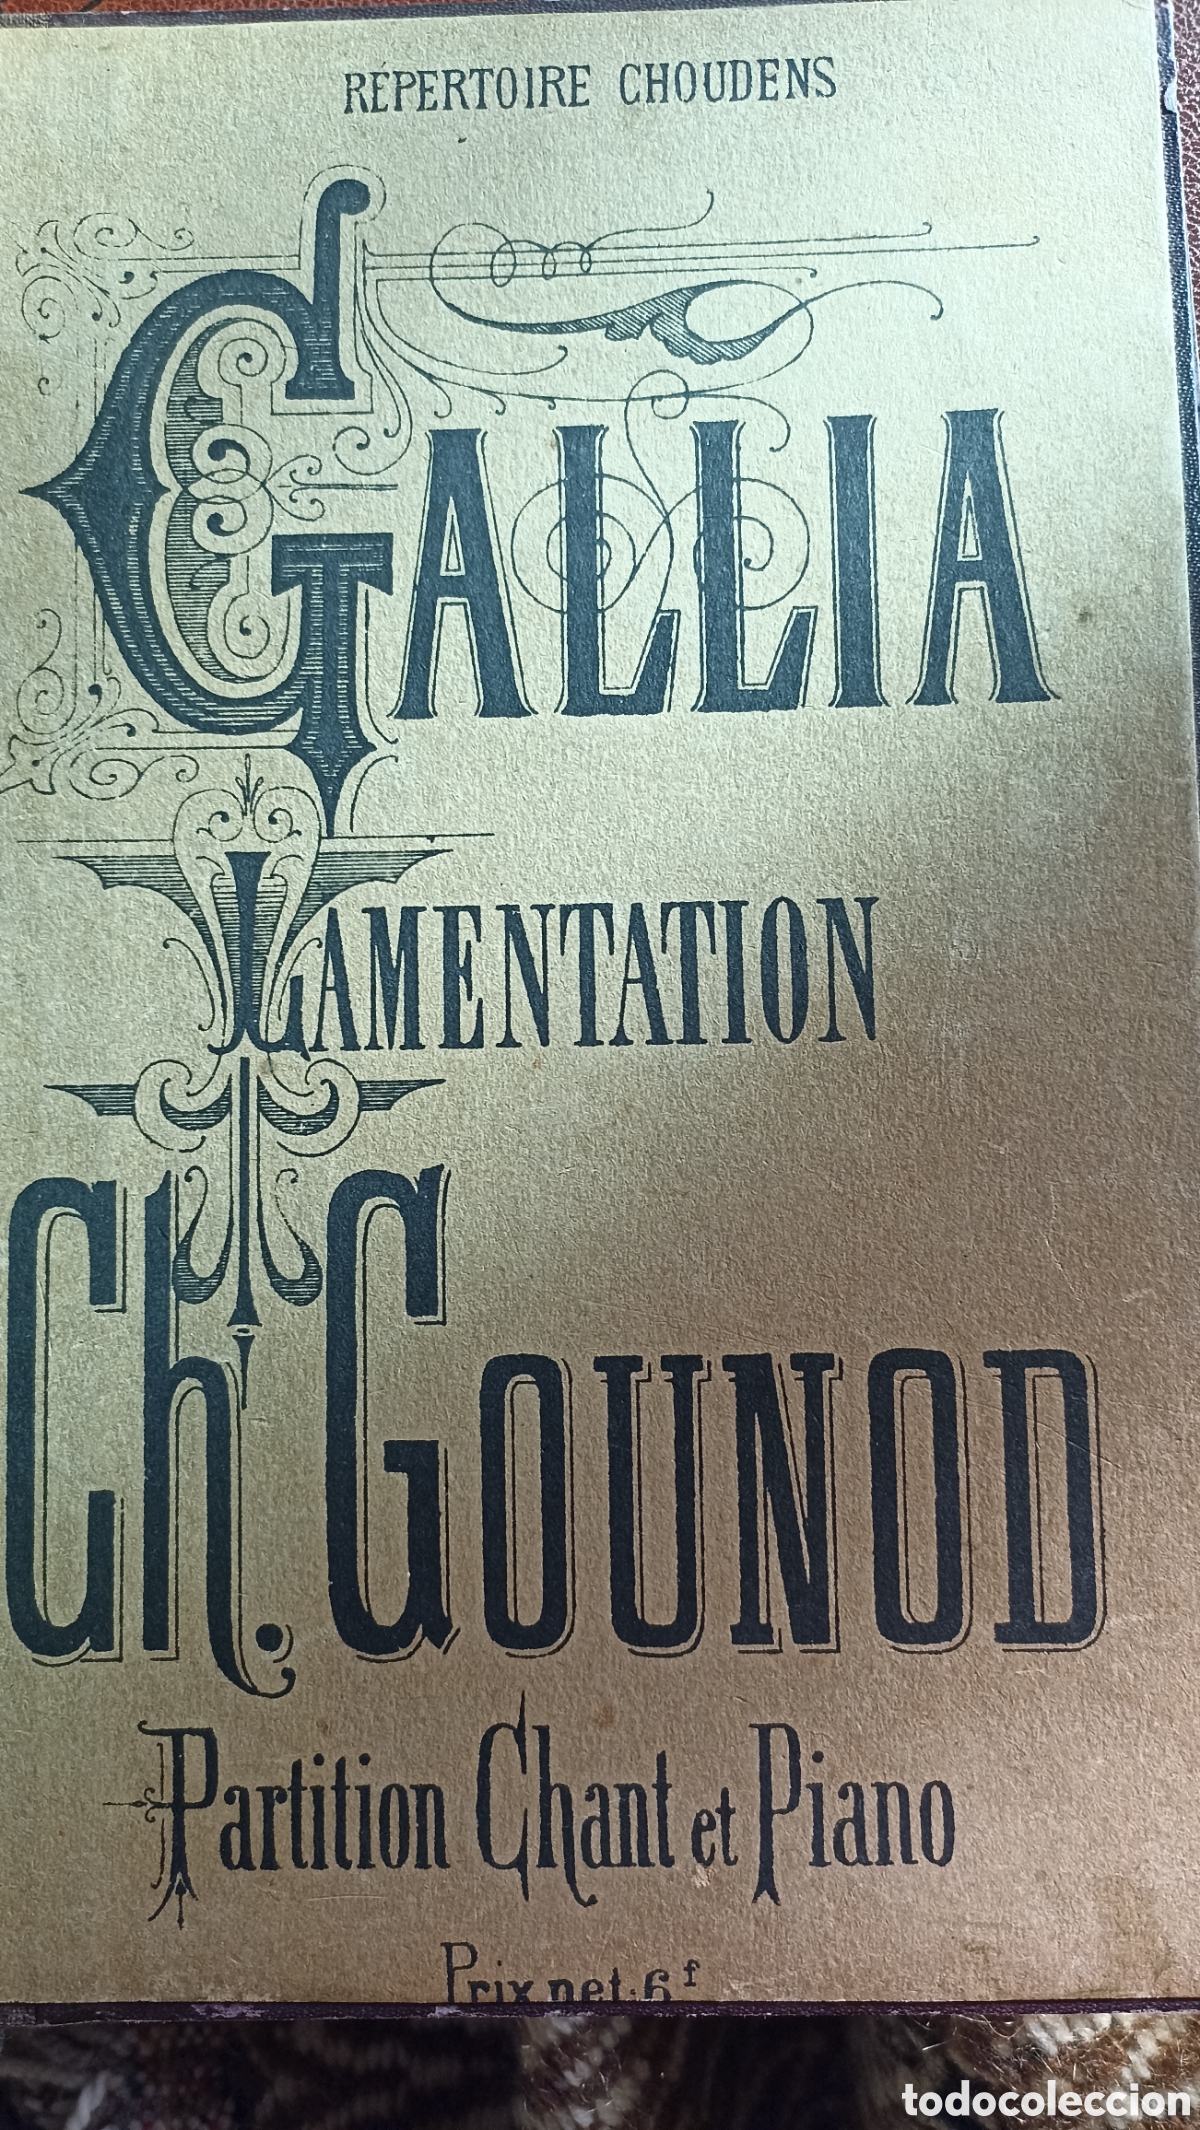 RÉPERTOIRE CHOUDENS
GALLIA
LAMENTATION
Ch. GOUNOD
Partition Chant et Piano
Prix net: 6f
todocoleccion